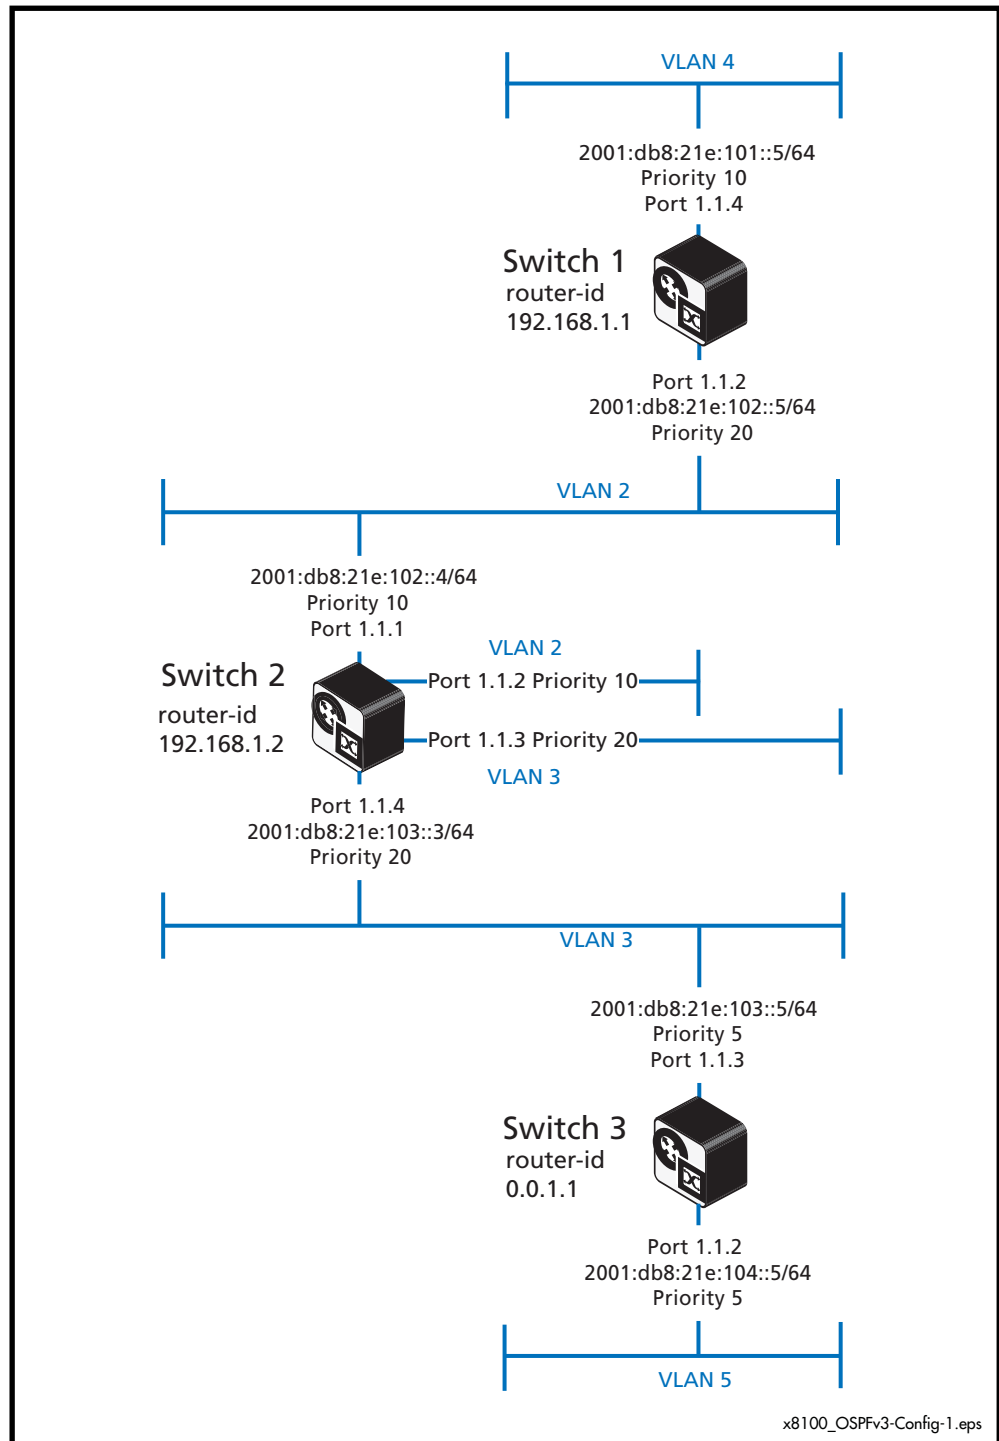 VLAN 4
2001:db8:21e:101::5/64
Priority 10
Port 1.1.4
Switch 1
router-id
192.168.1.1
Port 1.1.2
2001:db8:21e:102::5/64
Priority 20
VLAN 2
2001:db8:21e:102::4/64
Priority 10
Port 1.1.1
VLAN 2
Switch 2
Port 1.1.2 Priority 10
router-id
192.168.1.2
Port 1.1.3 Priority 20
VLAN 3
Port 1.1.4
2001:db8:21e:103::3/64
Priority 20
VLAN 3
2001:db8:21e:103::5/64
Priority 5
Port 1.1.3
Switch 3
router-id
0.0.1.1
Port 1.1.2
2001:db8:21e:104::5/64
Priority 5
VLAN 5
x8100_OSPFv3-Config-1.eps